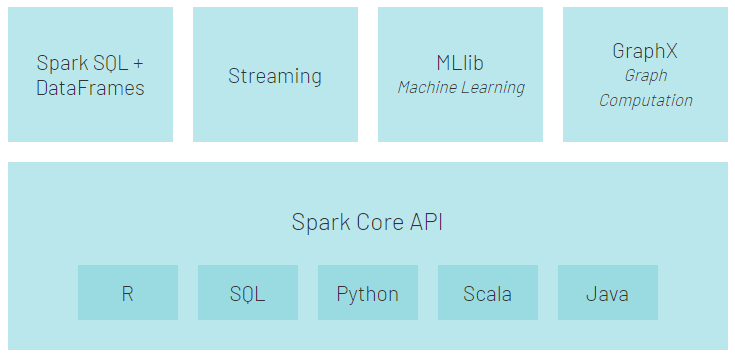 Spark SQL +
DataFrames
Streaming
MLlib
Machine Learning
GraphX
Graph
Computation
Spark Core API
R
SQL
Python
Scala
Java